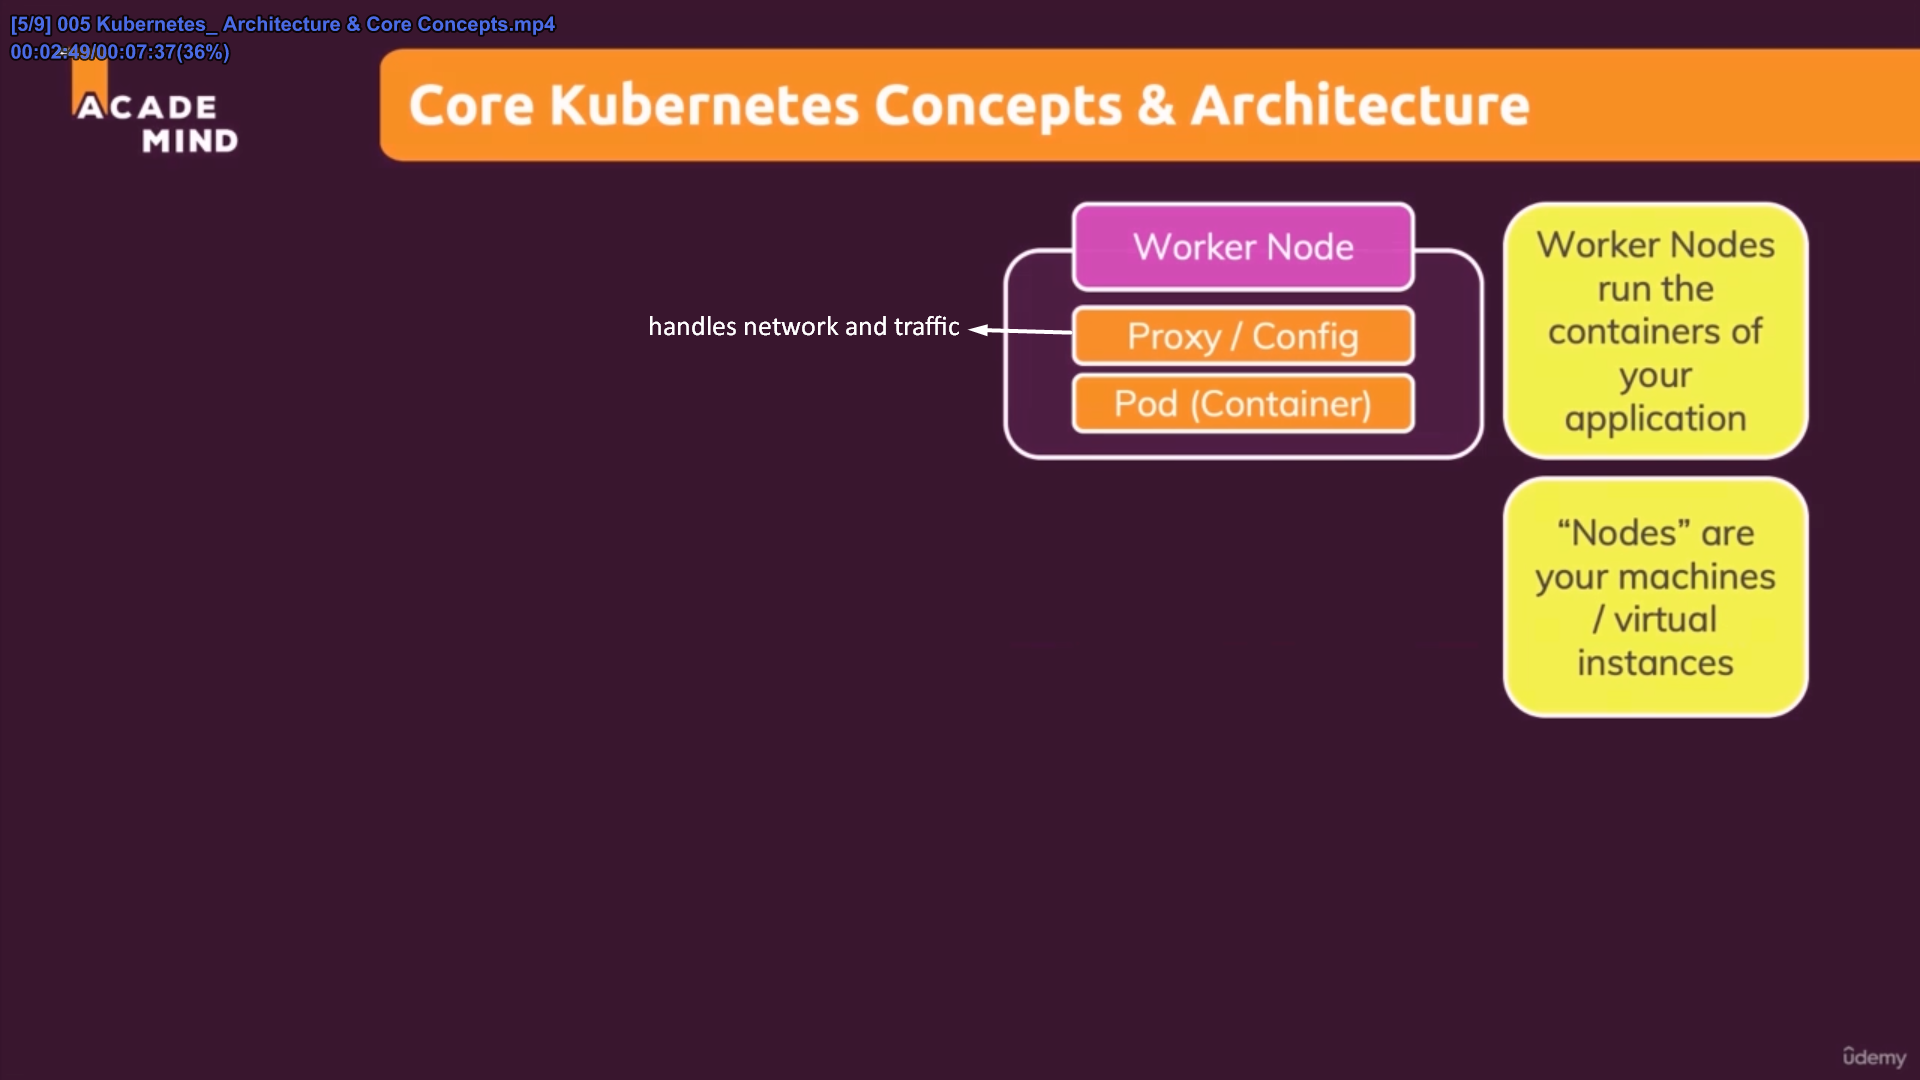 [5/9] 005 Kubernetes_ Architecture & Core Concepts.mp4
00:02:49/00:07:37(36%)
ACADE
MIND
Core Kubernetes Concepts & Architecture
Worker Node
handles network and traffic
Proxy / Config
Pod (Container)
Worker Nodes
run the
containers of
your
application
“Nodes” are
your machines
/ virtual
instances
ûdemy